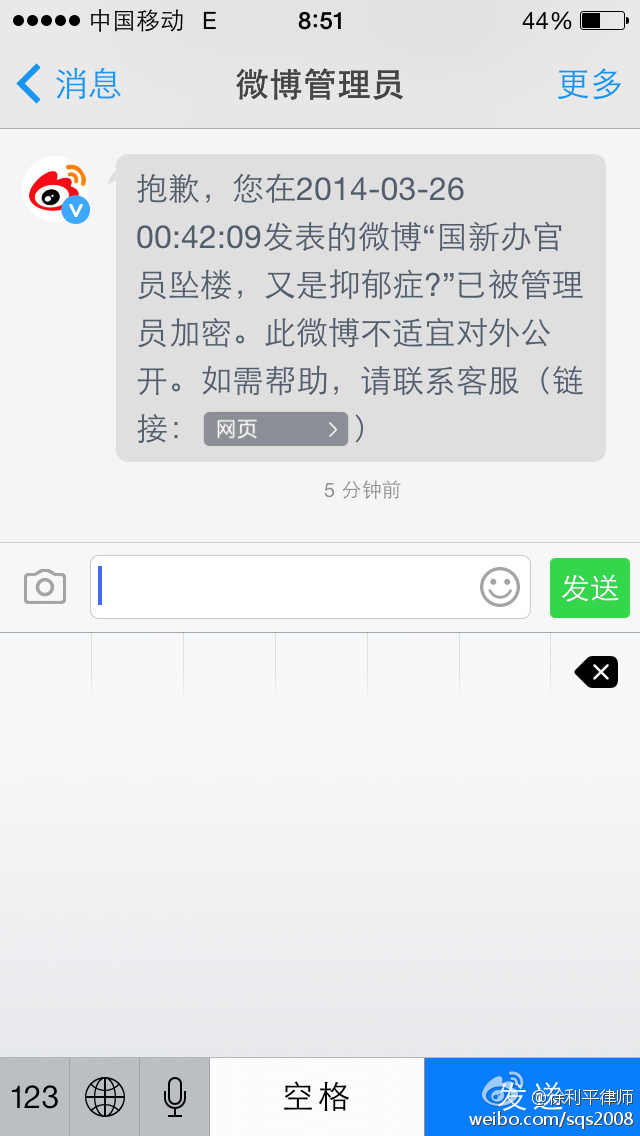 中国移动 E 8:51 44%
消息 微博管理员 更多
抱歉，您在2014-03-26
00:42:09发表的微博“国新办官
员坠楼，又是抑郁症?”已被管理
员加密。此微博不适宜对外公
开。如需帮助，请联系客服（链
接： 网页 ）
5 分钟前
发送
123 空格 发送
@徐利平律师
weibo.com/sqs2008